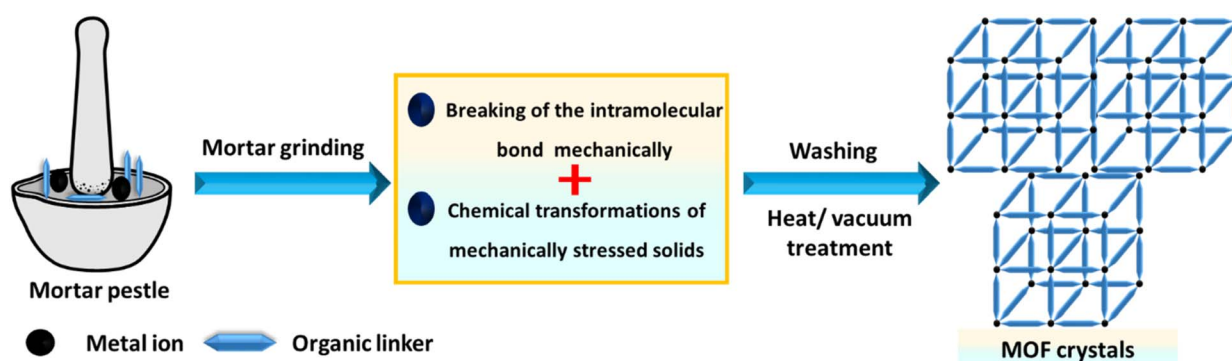 Mortar pestle
Metal ion
Organic linker
Mortar grinding
Breaking of the intramolecular
bond mechanically
+
Chemical transformations of
mechanically stressed solids
Washing
Heat/ vacuum
treatment
MOF crystals